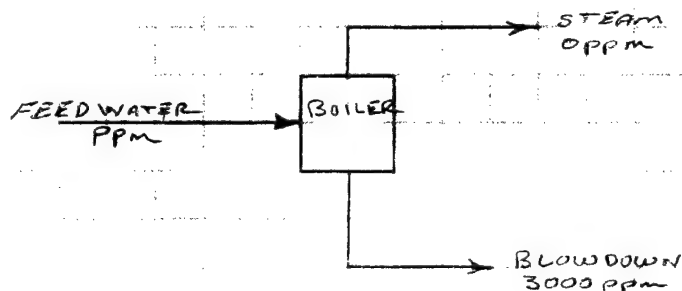 STEAM
0ppm
FEEDWATER
Ppm
BOILER
BLOWDOWN
3000 ppm